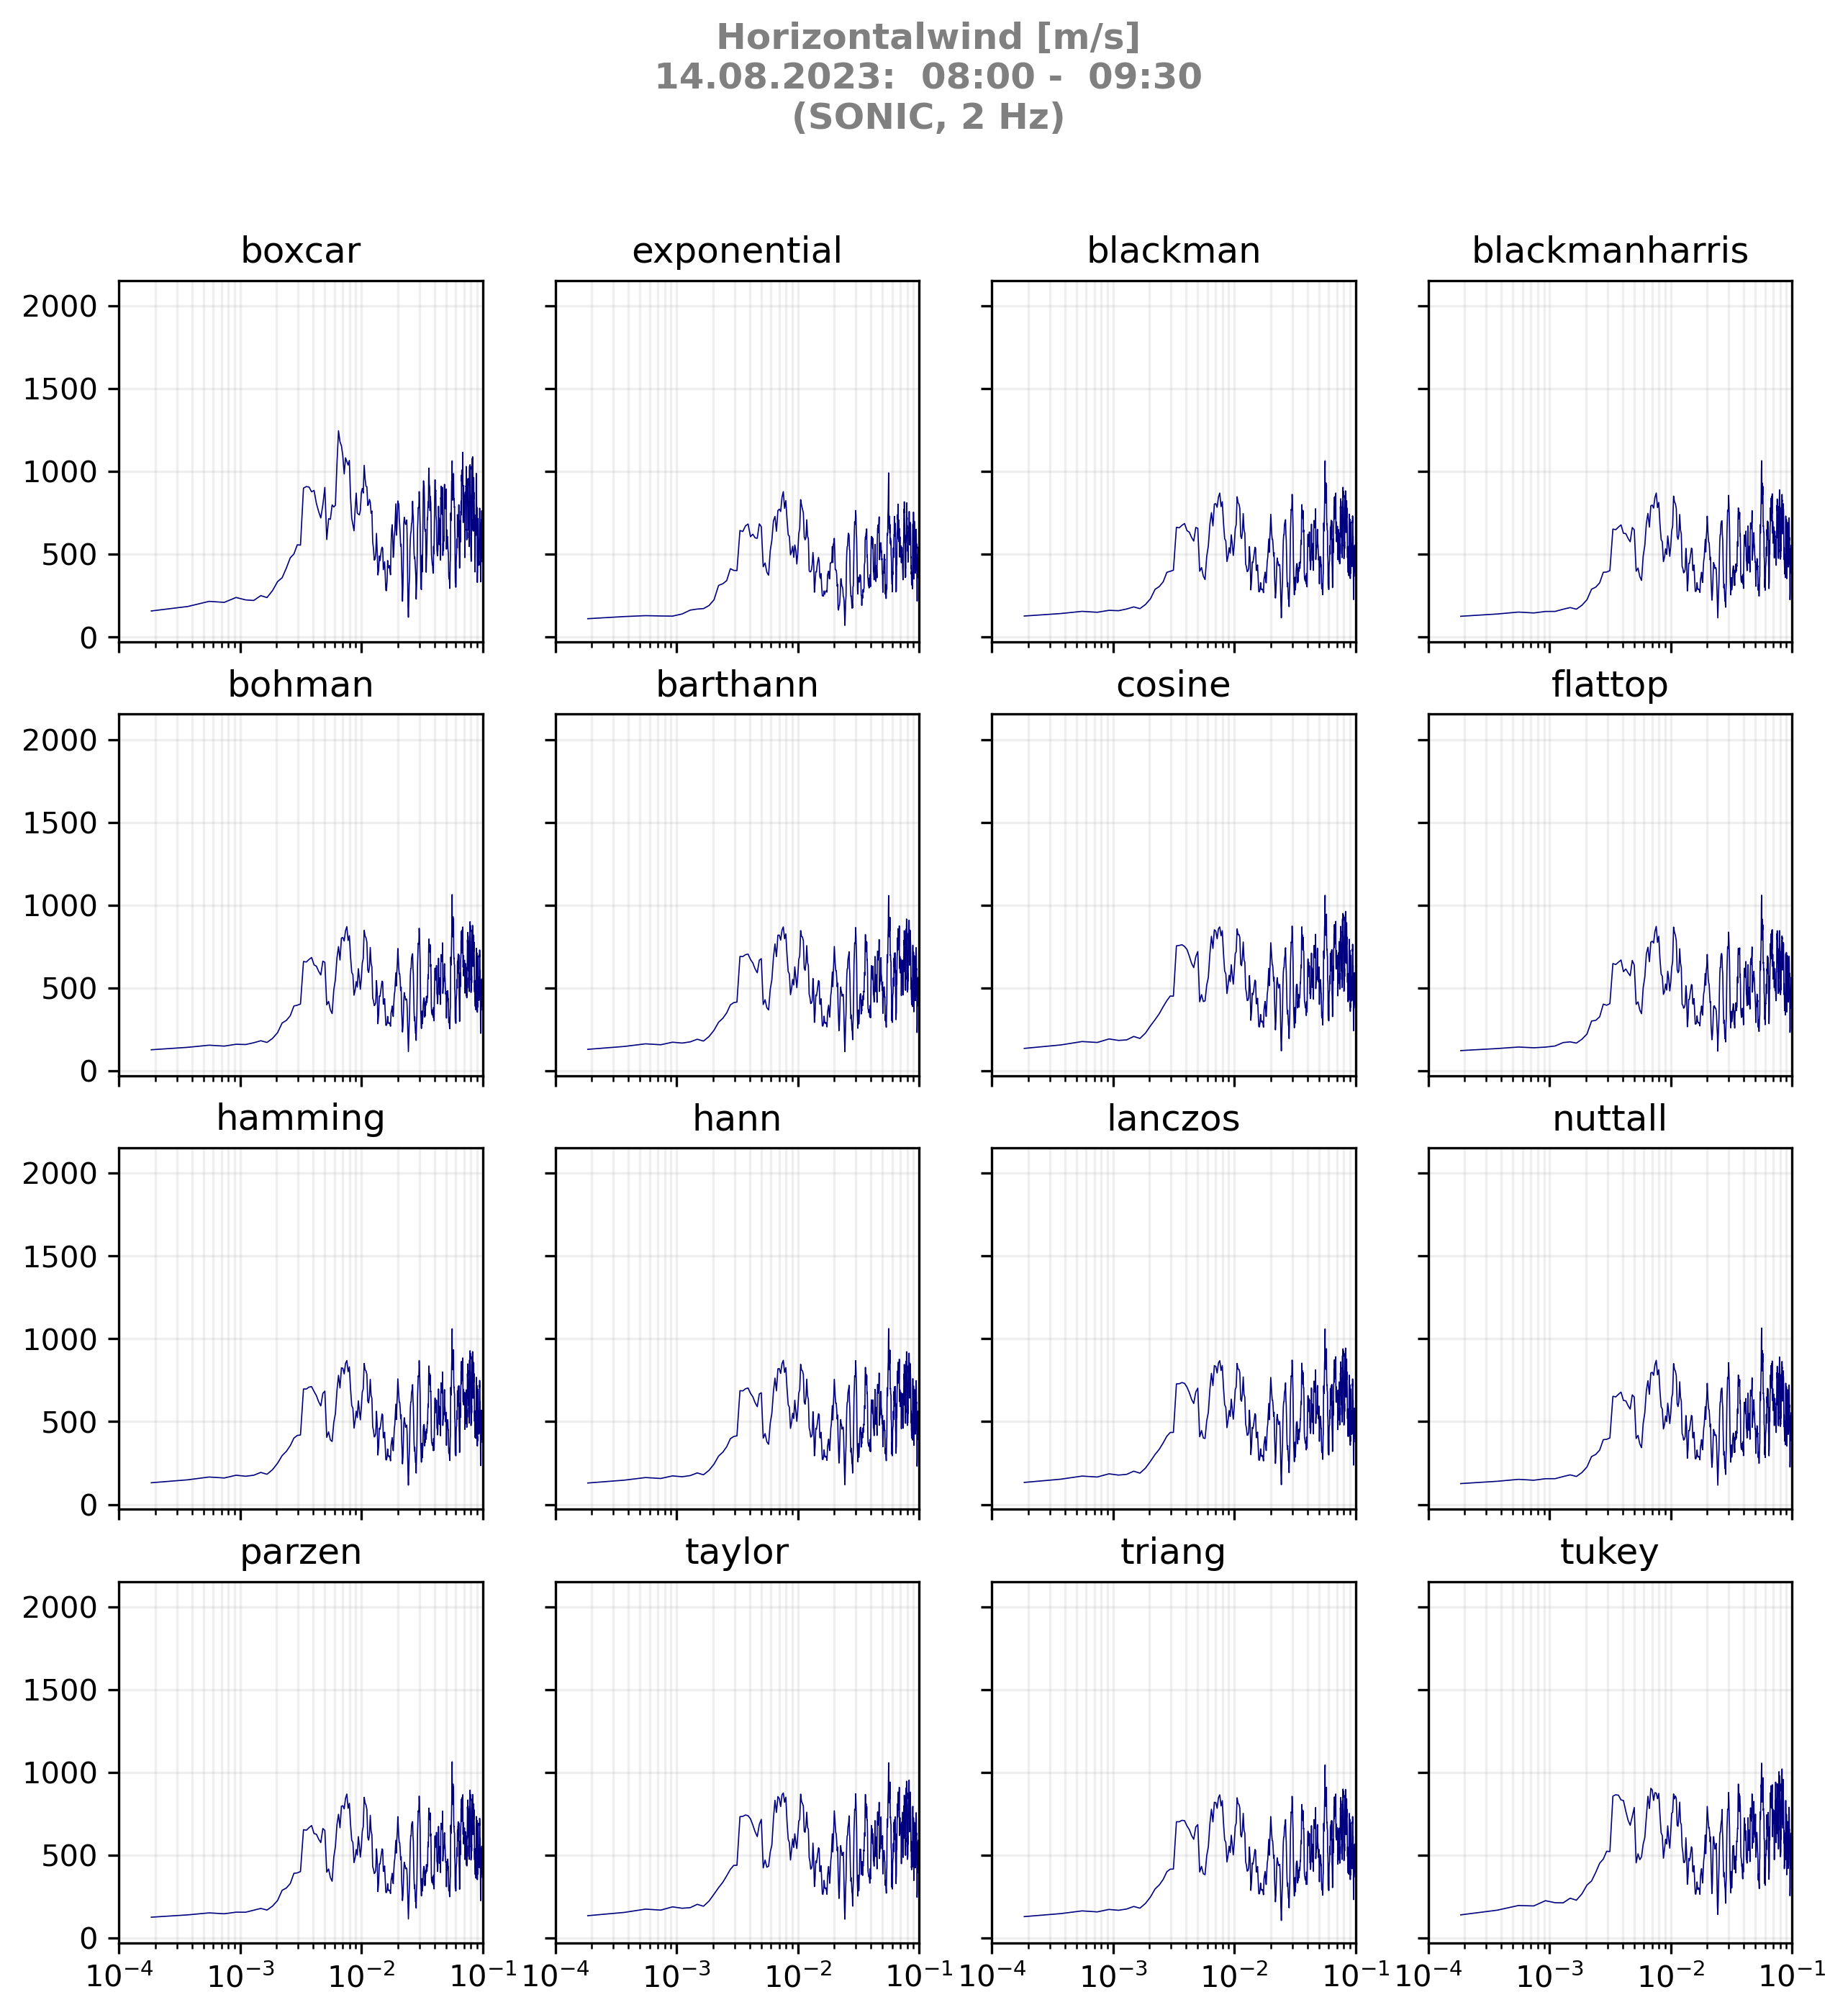 Horizontalwind [m/s]
14.08.2023:  08:00 -  09:30
(SONIC, 2 Hz)
boxcar
exponential
blackman
blackmanharris
2000
1500
1000
500
0
bohman
barthann
cosine
flattop
2000
1500
1000
500
0
hamming
hann
lanczos
nuttall
2000
1500
1000
500
0
parzen
taylor
triang
tukey
2000
1500
1000
500
0
10⁻⁴ 10⁻³ 10⁻² 10⁻¹ 10⁻⁴ 10⁻³ 10⁻² 10⁻¹ 10⁻⁴ 10⁻³ 10⁻² 10⁻¹ 10⁻⁴ 10⁻³ 10⁻² 10⁻¹